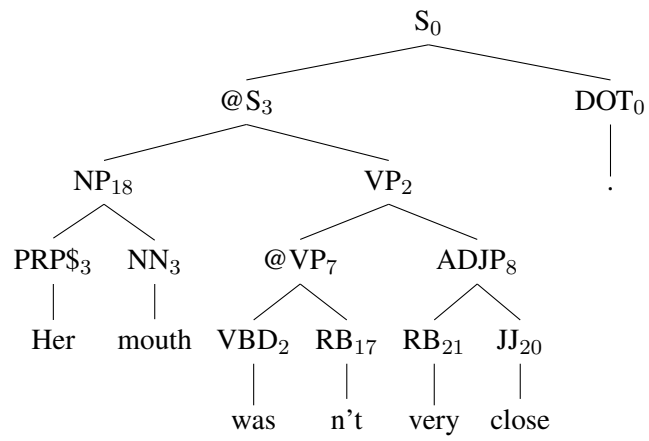 S0
@S3 DOT0
NP18 VP2 .
PRP$3 NN3 @VP7 ADJP8
Her mouth VBD2 RB17 RB21 JJ20
was n't very close